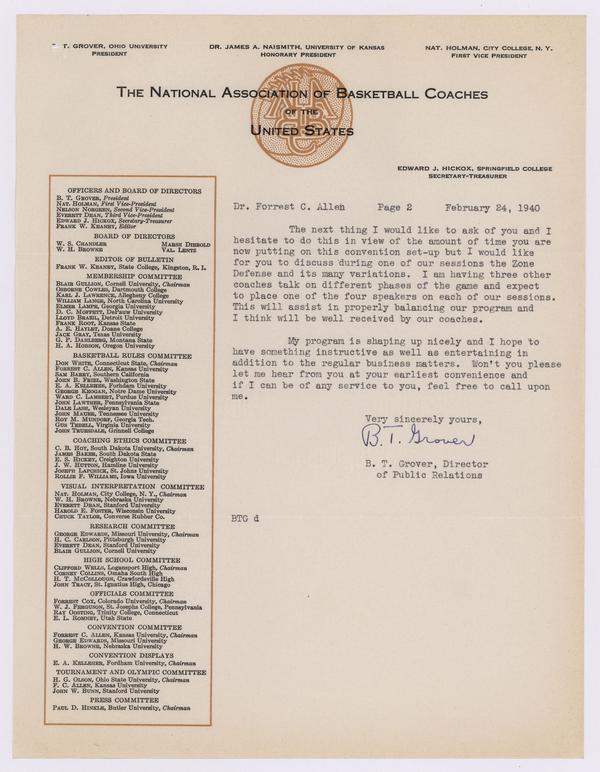 T. GROVER, OHIO UNIVERSITY
PRESIDENT
DR. JAMES A. NAISMITH, UNIVERSITY OF KANSAS
HONORARY PRESIDENT
NAT. HOLMAN, CITY COLLEGE, N. Y.
FIRST VICE PRESIDENT
THE NATIONAL ASSOCIATION OF BASKETBALL COACHES
OF THE
UNITED STATES
EDWARD J. HICKOX, SPRINGFIELD COLLEGE
SECRETARY-TREASURER
OFFICERS AND BOARD OF DIRECTORS
B. T. GROVER, President
NAT. HOLMAN, First Vice-President
NELSON NORGREN, Second Vice-President
EVERETT DEAN, Third Vice-President
EDWARD J. HICKOX, Secretary-Treasurer
FRANK W. KEANEY, Editor
BOARD OF DIRECTORS
W. S. CHANDLER MARSH DIEBOLD
W. H. BROWNE VAL. LENTZ
EDITOR OF BULLETIN
FRANK W. KEANEY, State College, Kingston, R. I.
MEMBERSHIP COMMITTEE
BLAIR GULLION, Cornell University, Chairman
OSBORNE COWLES, Dartmouth College
KARL J. LAWRENCE, Allegheny College
WILLIAM LANGE, North Carolina University
ELMER LAMPE, Georgia University
D. C. MOFFETT, DePauw University
LLOYD BRAZIL, Detroit University
FRANK ROOT, Kansas State
A. E. HAYLET, Doane College
JACK GRAY, Texas University
G. P. DAHLBERG, Montana State
H. A. HOBSON, Oregon University
BASKETBALL RULES COMMITTEE
DON WHITE, Connecticut State, Chairman
FORREST C. ALLEN, Kansas University
SAM BARRY, Southern California
JOHN B. FRIEL, Washington State
E. A. KELLEHER, Fordham University
GEORGE KEOGAN, Notre Dame University
WARD C. LAMBERT, Purdue University
JOHN LAWTHER, Pennsylvania State
DALE LASH, Wesleyan University
JOHN MAUER, Tennessee University
ROY M. MUNDORF, Georgia Tech.
GUS TEBELL, Virginia University
JOHN TRUESDALE, Grinnell College
COACHING ETHICS COMMITTEE
C. B. HOY, South Dakota University, Chairman
JAMES BAKER, South Dakota State
E. S. HICKEY, Creighton University
J. W. HUTTON, Hamline University
JOSEPH LAPCHICK, St. Johns University
ROLLIE F. WILLIAMS, Iowa University
VISUAL INTERPRETATION COMMITTEE
NAT. HOLMAN, City College, N. Y., Chairman
W. H. BROWNE, Nebraska University
EVERETT DEAN, Stanford University
HAROLD E. FOSTER, Wisconsin University
CHUCK TAYLOR, Converse Rubber Co.
RESEARCH COMMITTEE
GEORGE EDWARDS, Missouri University, Chairman
H. C. CARLSON, Pittsburgh University
EVERETT DEAN, Stanford University
BLAIR GULLION, Cornell University
HIGH SCHOOL COMMITTEE
CLIFFORD WELLS, Logansport High, Chairman
CORNEY COLLINS, Omaha South High
H. T. MCCOLLOUGH, Crawfordsville High
JOHN TRACY, St. Ignatius High, Chicago
OFFICIALS COMMITTEE
FORREST COX, Colorado University, Chairman
W. J. FERGUSON, St. Josephs College, Pennsylvania
RAY OOSTING, Trinity College, Connecticut
E. L. ROMNEY, Utah State
CONVENTION COMMITTEE
FORREST C. ALLEN, Kansas University, Chairman
GEORGE EDWARDS, Missouri University
H. W. BROWNE, Nebraska University
CONVENTION DISPLAYS
E. A. KELLEHER, Fordham University, Chairman
TOURNAMENT AND OLYMPIC COMMITTEE
H. G. OLSON, Ohio State University, Chairman
F. C. ALLEN, Kansas University
JOHN W. BUNN, Stanford University
PRESS COMMITTEE
PAUL D. HINKLE, Butler University, Chairman
Dr. Forrest C. Allen Page 2 February 24, 1940
The next thing I would like to ask of you and I
hesitate to do this in view of the amount of time you are
now putting on this convention set-up but I would like
for you to discuss during one of our sessions the Zone
Defense and its many variations. I am having three other
coaches talk on different phases of the game and expect
to place one of the four speakers on each of our sessions.
This will assist in properly balancing our program and
I think will be well received by our coaches.
My program is shaping up nicely and I hope to
have something instructive as well as entertaining in
addition to the regular business matters. Won't you please
let me hear from you at your earliest convenience and
if I can be of any service to you, feel free to call upon
me.
Very sincerely yours,
B. T. Grover
B. T. Grover, Director
of Public Relations
BTG d